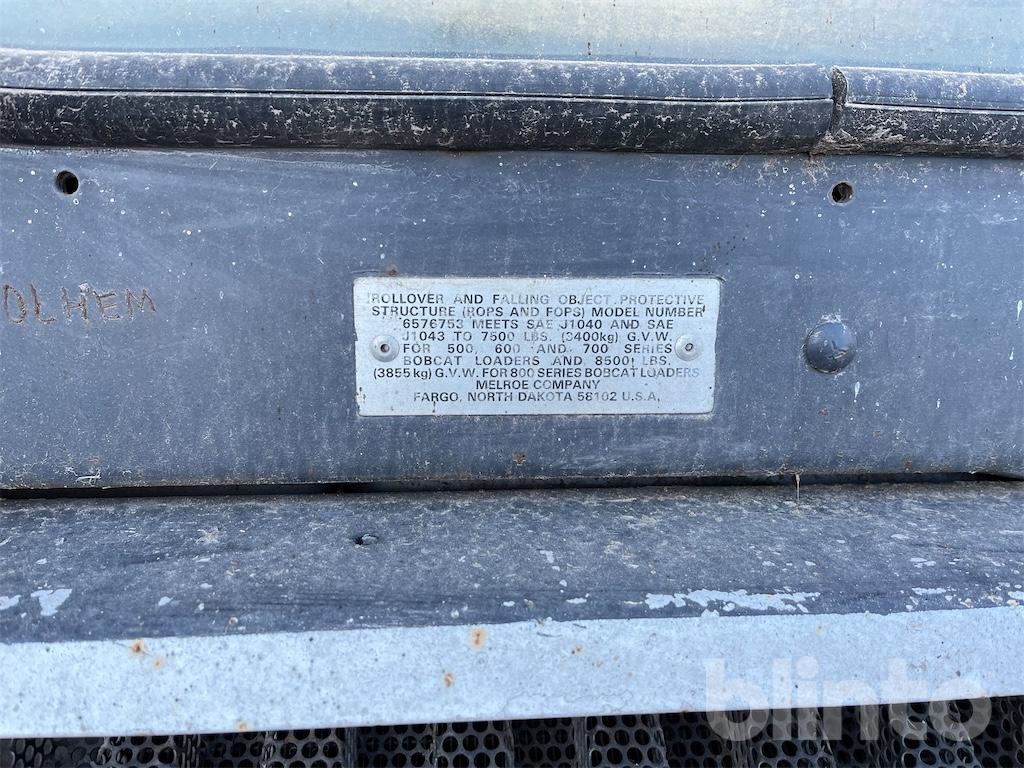 OLHEM
ROLLOVER AND FALLING OBJECT PROTECTIVE
STRUCTURE (ROPS AND FOPS) MODEL NUMBER
6576753 MEETS SAE J1040 AND SAE
J1043 TO 7500 LBS. (3400kg) G.V.W.
FOR 500, 600 AND 700 SERIES
BOBCAT LOADERS AND 8500 LBS.
(3855 kg) G.V.W. FOR 800 SERIES BOBCAT LOADERS
MELROE COMPANY
FARGO, NORTH DAKOTA 58102 U.S.A.
blinto